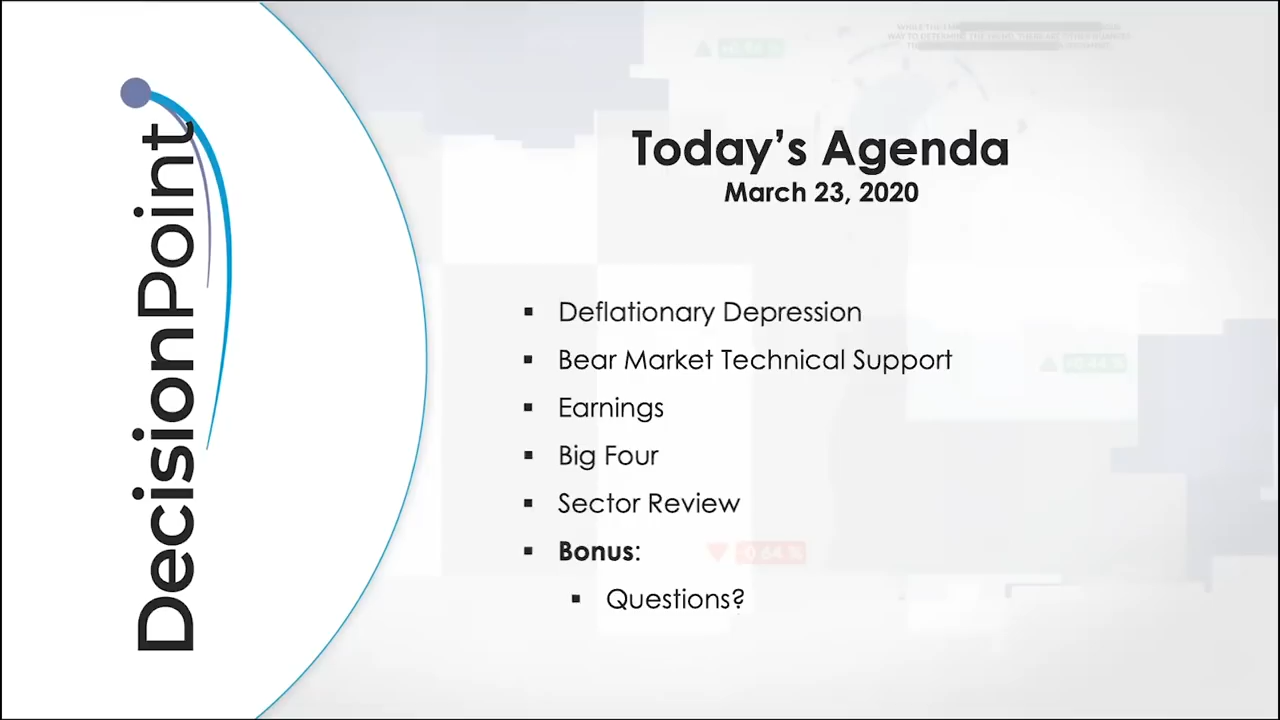 DecisionPoint
Today's Agenda
March 23, 2020
▪ Deflationary Depression
▪ Bear Market Technical Support
▪ Earnings
▪ Big Four
▪ Sector Review
▪ Bonus:
▪ Questions?